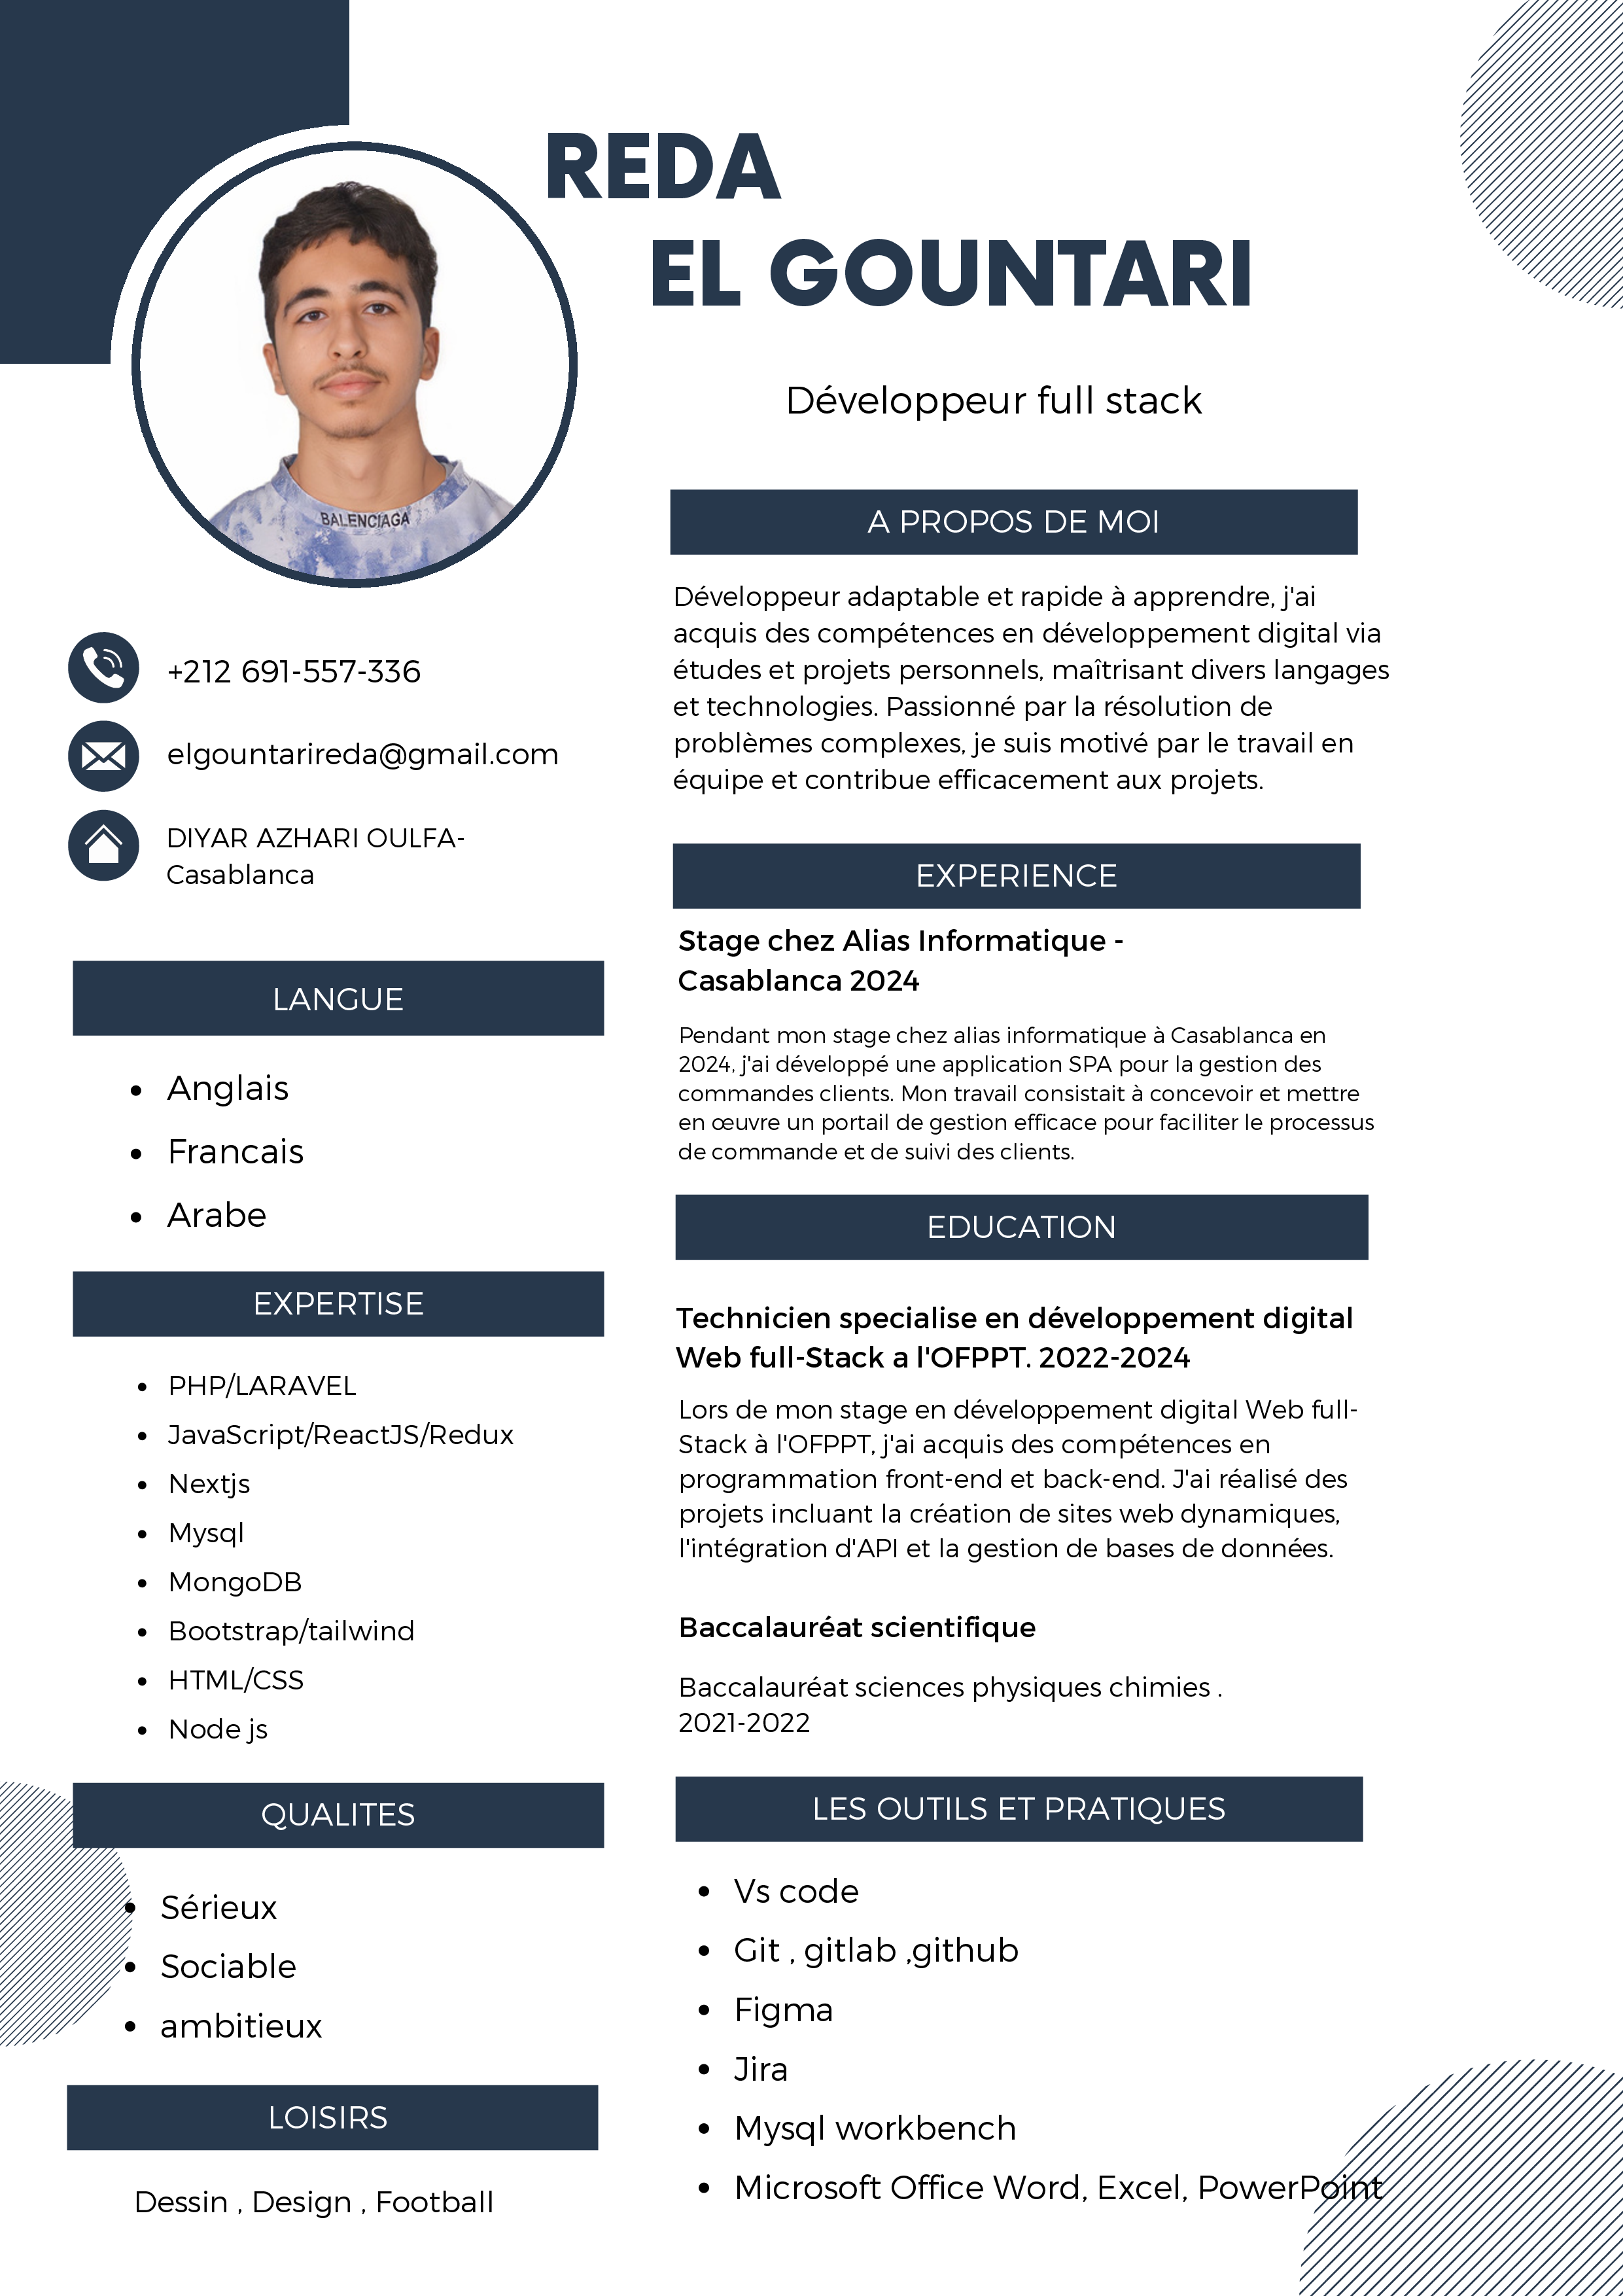 REDA
EL GOUNTARI
Développeur full stack
BALENCIAGA
+212 691-557-336
elgountarireda@gmail.com
DIYAR AZHARI OULFA-
Casablanca
LANGUE
Anglais
Francais
Arabe
EXPERTISE
PHP/LARAVEL
JavaScript/ReactJS/Redux
Nextjs
Mysql
MongoDB
Bootstrap/tailwind
HTML/CSS
Node js
QUALITES
Sérieux
Sociable
ambitieux
LOISIRS
Dessin , Design , Football
A PROPOS DE MOI
Développeur adaptable et rapide à apprendre, j'ai
acquis des compétences en développement digital via
études et projets personnels, maîtrisant divers langages
et technologies. Passionné par la résolution de
problèmes complexes, je suis motivé par le travail en
équipe et contribue efficacement aux projets.
EXPERIENCE
Stage chez Alias Informatique -
Casablanca 2024
Pendant mon stage chez alias informatique à Casablanca en
2024, j'ai développé une application SPA pour la gestion des
commandes clients. Mon travail consistait à concevoir et mettre
en œuvre un portail de gestion efficace pour faciliter le processus
de commande et de suivi des clients.
EDUCATION
Technicien specialise en développement digital
Web full-Stack a l'OFPPT. 2022-2024
Lors de mon stage en développement digital Web full-
Stack à l'OFPPT, j'ai acquis des compétences en
programmation front-end et back-end. J'ai réalisé des
projets incluant la création de sites web dynamiques,
l'intégration d'API et la gestion de bases de données.
Baccalauréat scientifique
Baccalauréat sciences physiques chimies .
2021-2022
LES OUTILS ET PRATIQUES
Vs code
Git , gitlab ,github
Figma
Jira
Mysql workbench
Microsoft Office Word, Excel, PowerPoint